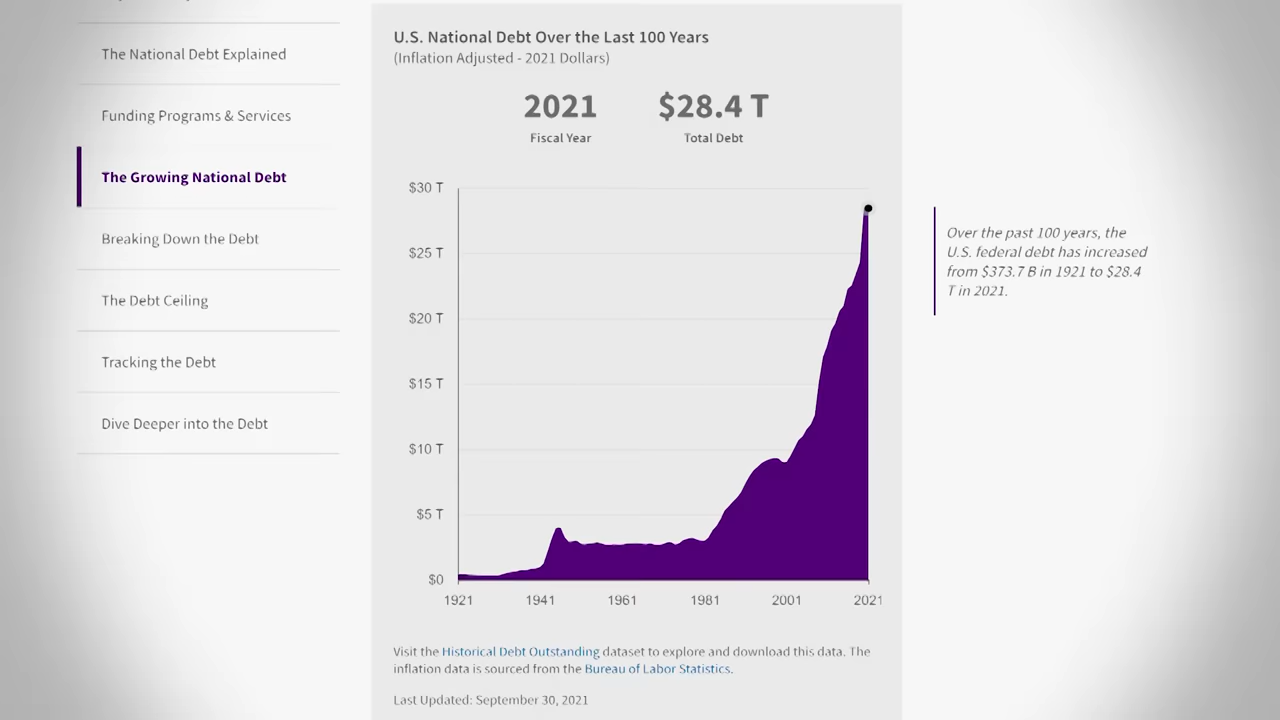 The National Debt Explained
Funding Programs & Services
The Growing National Debt
Breaking Down the Debt
The Debt Ceiling
Tracking the Debt
Dive Deeper into the Debt
U.S. National Debt Over the Last 100 Years
(Inflation Adjusted - 2021 Dollars)
2021 $28.4 T
Fiscal Year Total Debt
$30 T
$25 T
$20 T
$15 T
$10 T
$5 T
$0
1921 1941 1961 1981 2001 2021
Visit the Historical Debt Outstanding dataset to explore and download this data. The
inflation data is sourced from the Bureau of Labor Statistics.
Last Updated: September 30, 2021
Over the past 100 years, the
U.S. federal debt has increased
from $373.7 B in 1921 to $28.4
T in 2021.